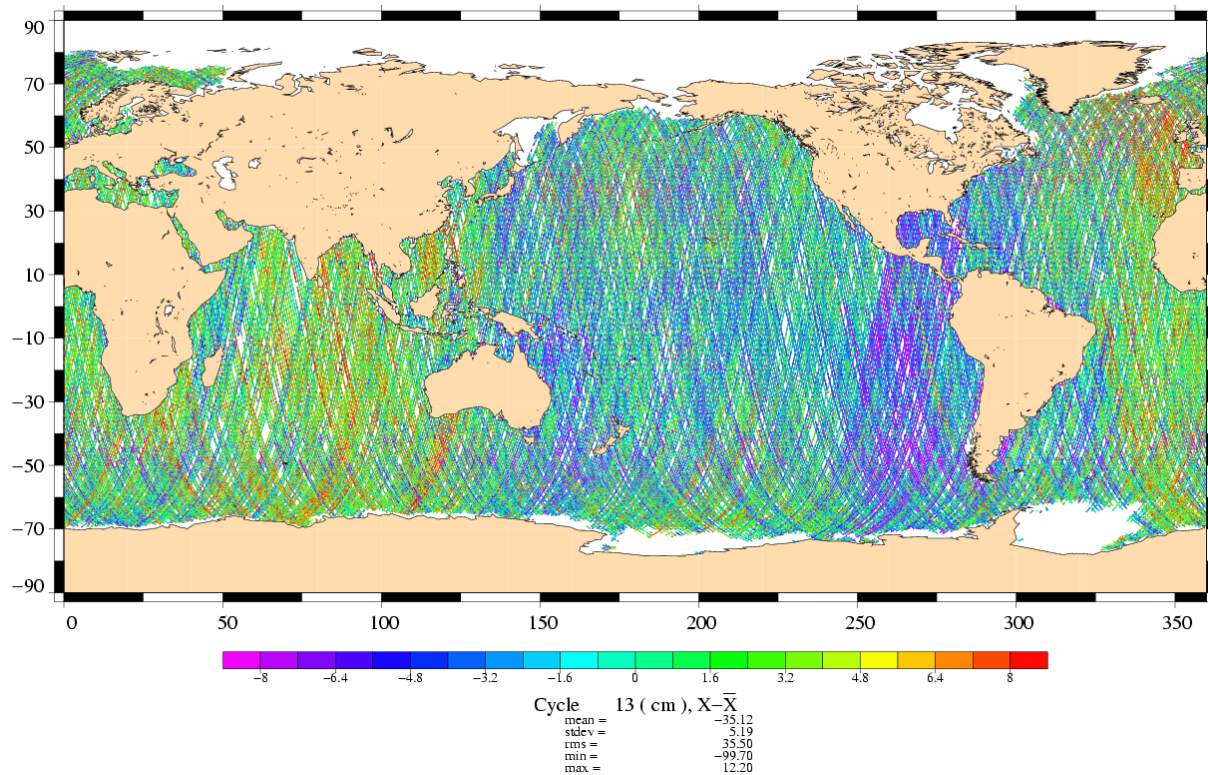 90
70
50
30
10
−10
−30
−50
−70
−90
0 50 100 150 200 250 300 350
−8 −6.4 −4.8 −3.2 −1.6 0 1.6 3.2 4.8 6.4 8
Cycle 13 ( cm ), X−X̅
mean = −35.12
stdev = 5.19
rms = 35.50
min = −99.70
max = 12.20